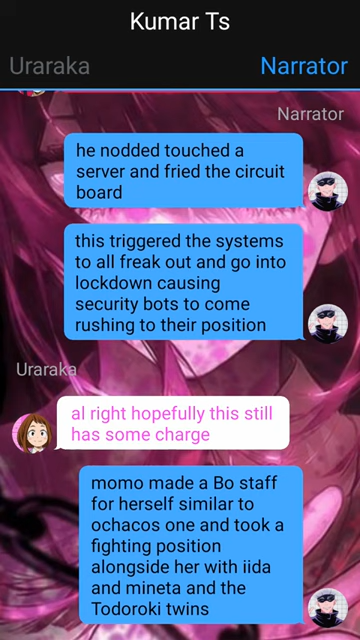 Kumar Ts
Uraraka
Narrator
Narrator
he nodded touched a
server and fried the circuit
board
this triggered the systems
to all freak out and go into
lockdown causing
security bots to come
rushing to their position
Uraraka
al right hopefully this still
has some charge
momo made a Bo staff
for herself similar to
ochacos one and took a
fighting position
alongside her with iida
and mineta and the
Todoroki twins